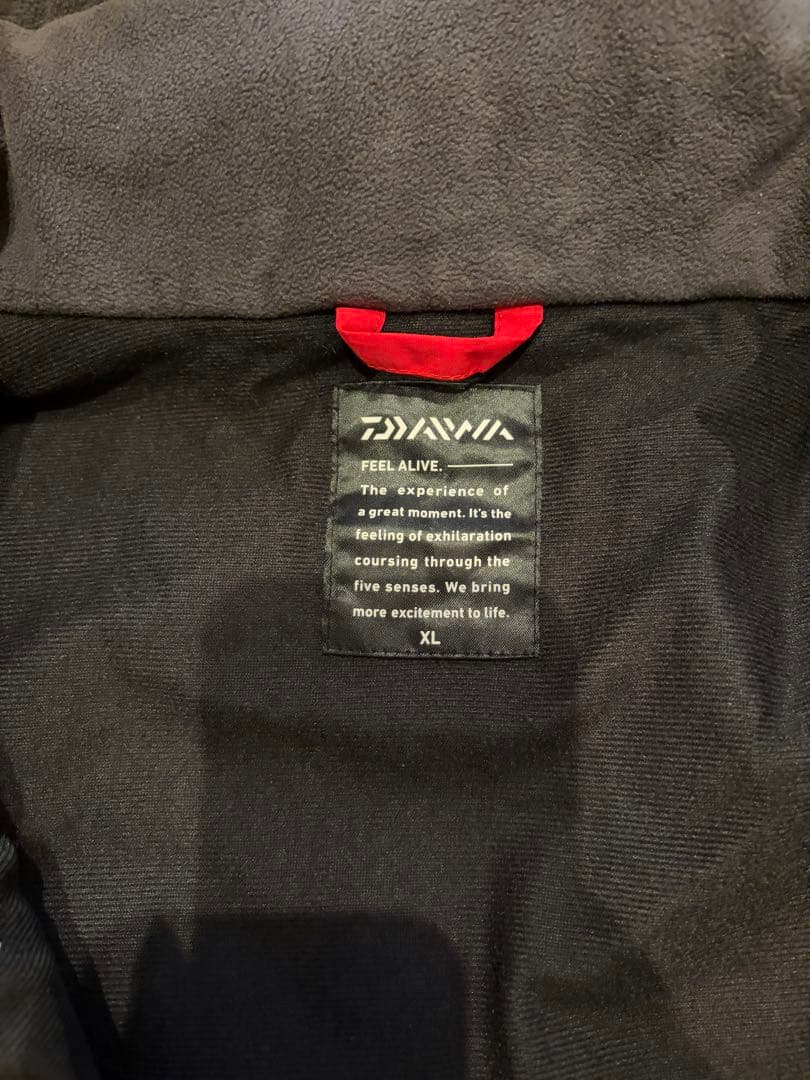 DAIWA
FEEL ALIVE.
The experience of
a great moment. It's the
feeling of exhilaration
coursing through the
five senses. We bring
more excitement to life.
XL